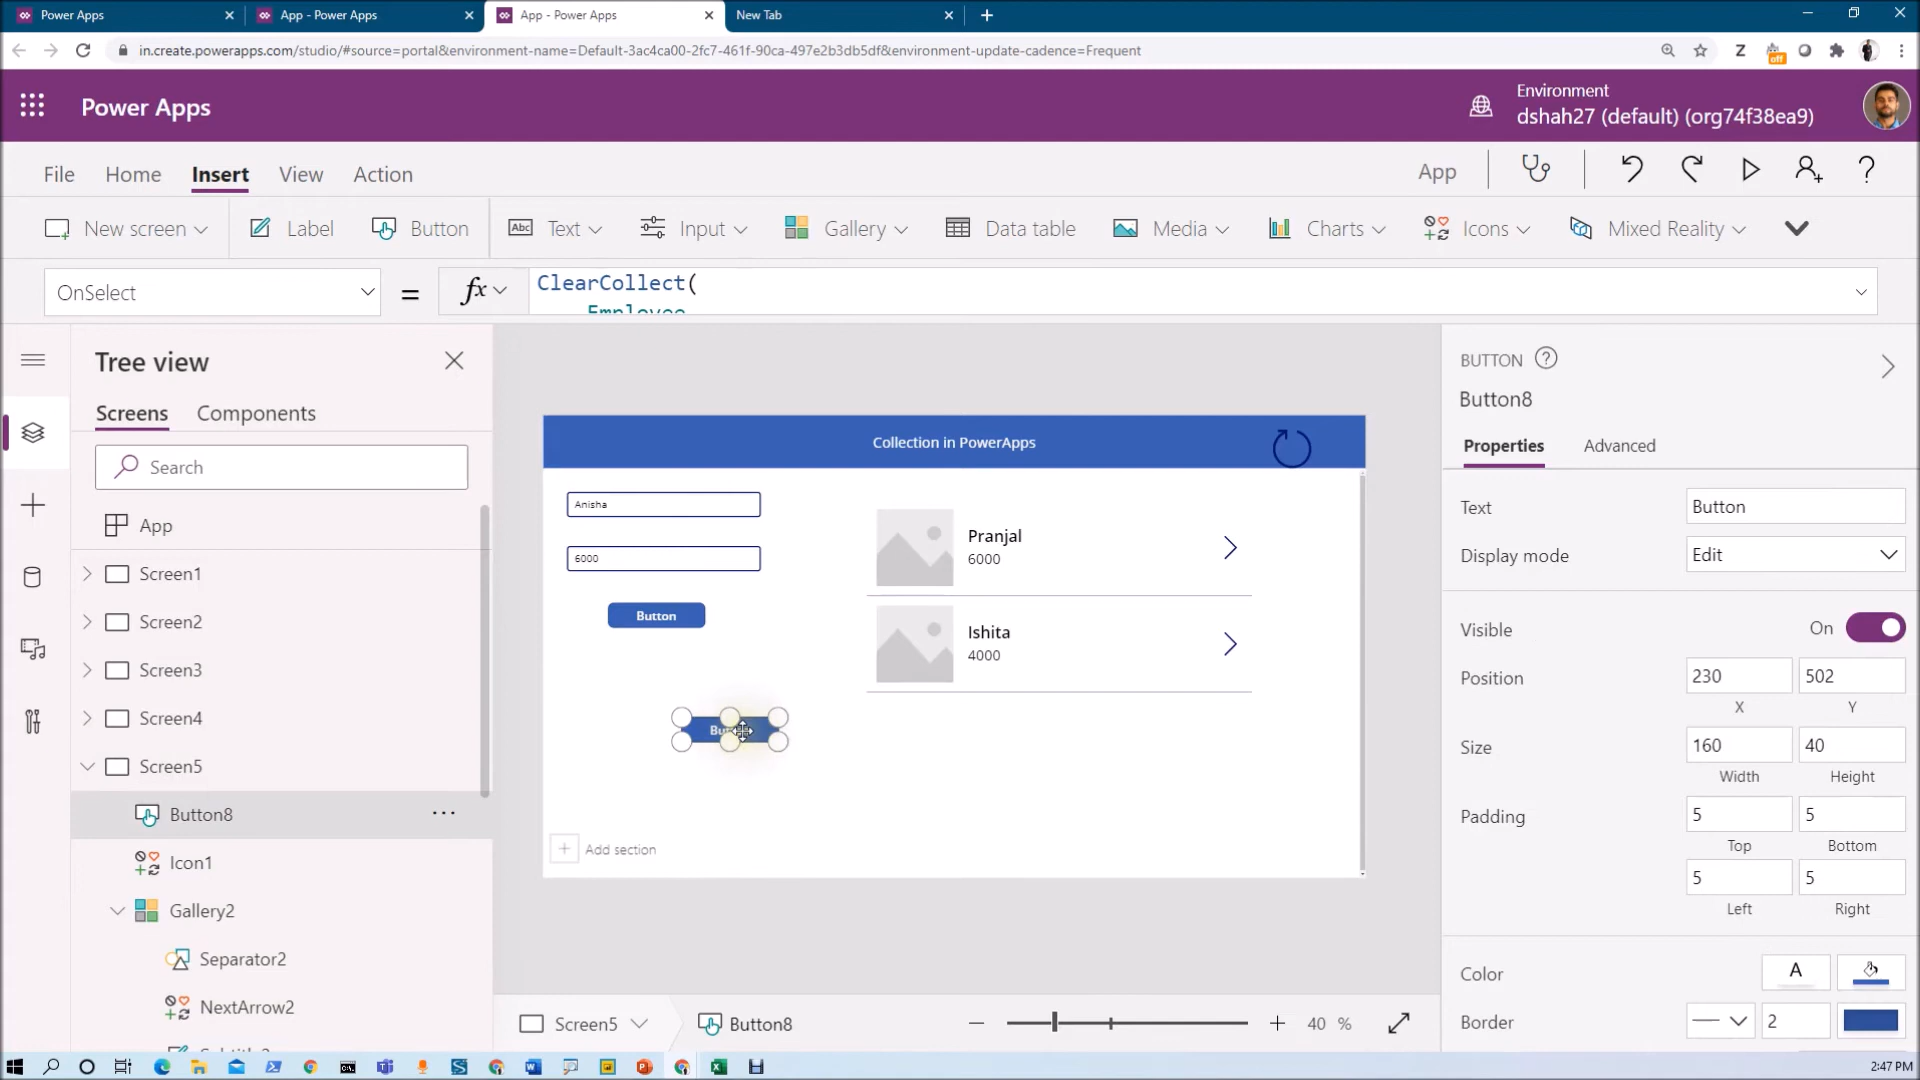 Power Apps
App - Power Apps
App - Power Apps
New Tab
in.create.powerapps.com/studio/#source=portal&environment-name=Default-3ac4ca00-2fc7-461f-90ca-497e2b3db5df&environment-update-cadence=Frequent
Z
off
Power Apps
Environment
dshah27 (default) (org74f38ea9)
File
Home
Insert
View
Action
App
New screen
Label
Button
Abc
Text
Input
Gallery
Data table
Media
Charts
Icons
Mixed Reality
OnSelect
=
fx
ClearCollect(
Employee
Tree view
Screens
Components
Search
App
Screen1
Screen2
Screen3
Screen4
Screen5
Button8
Icon1
Gallery2
Separator2
NextArrow2
Collection in PowerApps
Anisha
6000
Button
Pranjal
6000
Ishita
4000
Add section
Screen5
Button8
40 %
BUTTON
Button8
Properties
Advanced
Text
Button
Display mode
Edit
Visible
On
Position
230
502
X
Y
Size
160
40
Width
Height
Padding
5
5
Top
Bottom
5
5
Left
Right
Color
A
Border
2
2:47 PM